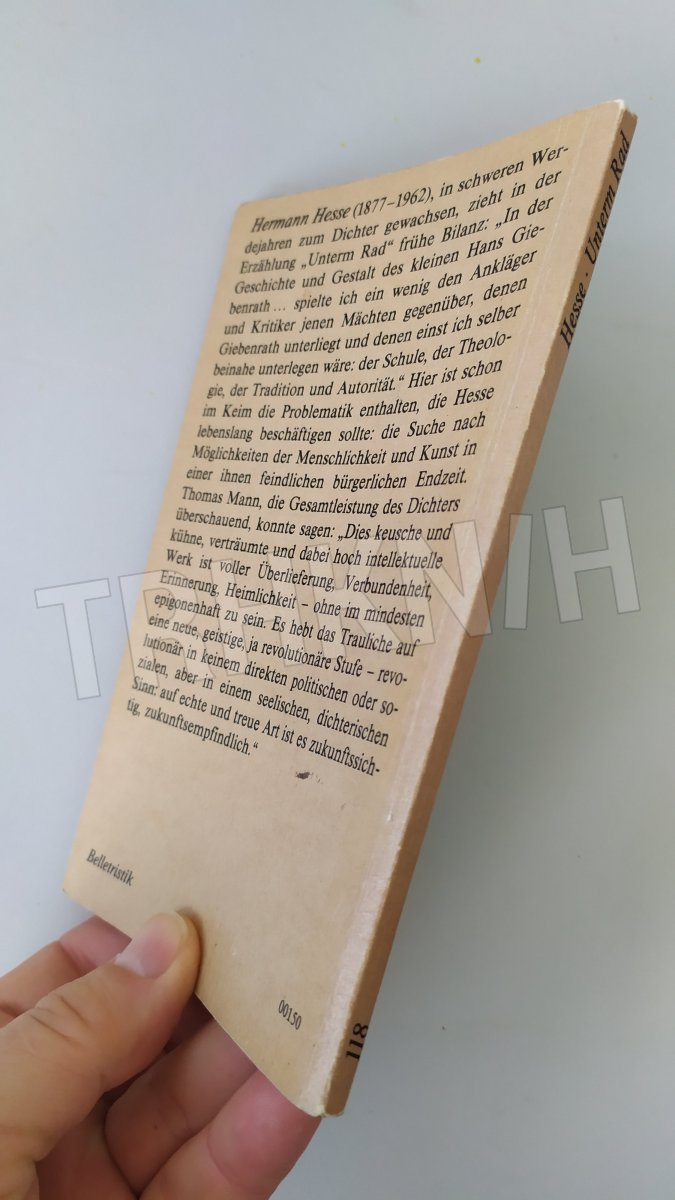 Hermann Hesse (1877–1962), in schweren Wer-
dejahren zum Dichter gewachsen, zieht in der
Erzählung „Unterm Rad“ frühe Bilanz: „In der
Geschichte und Gestalt des kleinen Hans Gie-
benrath ... spielte ich ein wenig den Ankläger
und Kritiker jenen Mächten gegenüber, denen
Giebenrath unterliegt und denen einst ich selber
beinahe unterlegen wäre: der Schule, der Theolo-
gie, der Tradition und Autorität.“ Hier ist schon
im Keim die Problematik enthalten, die Hesse
lebenslang beschäftigen sollte: die Suche nach
Möglichkeiten der Menschlichkeit und Kunst in
einer ihnen feindlichen bürgerlichen Endzeit.
Thomas Mann, die Gesamtleistung des Dichters
überschauend, konnte sagen: „Dies keusche und
kühne, verträumte und dabei hoch intellektuelle
Werk ist voller Überlieferung, Verbundenheit,
Erinnerung, Heimlichkeit – ohne im mindesten
epigonenhaft zu sein. Es hebt das Trauliche auf
eine neue, geistige, ja revolutionäre Stufe – revo-
lutionär in keinem direkten politischen oder so-
zialen, aber in einem seelischen, dichterischen
Sinn: auf echte und treue Art ist es zukunftssich-
tig, zukunftsempfindlich.“
Belletristik
00150
Hesse · Unterm Rad
118
TRHKNIH